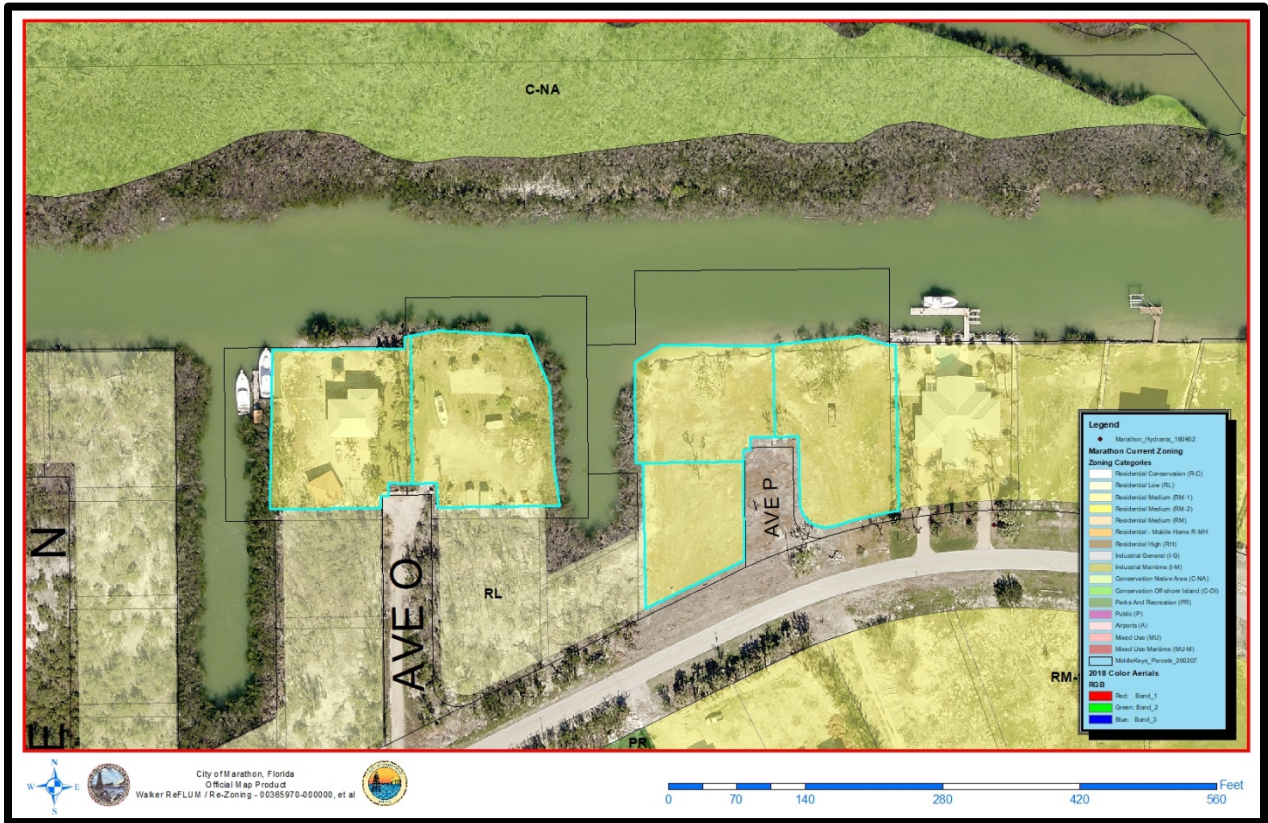 C-NA
N
E
AVE O
RL
AVE P
RM-
PR
Legend
Marathon_Hydrants_160902
Marathon Current Zoning
Zoning Categories
Residential Conservation (R-C)
Residential Low (RL)
Residential Medium (RM-1)
Residential Medium (RM-2)
Residential Medium (RM)
Residential - Mobile Home R-MH
Residential High (RH)
Industrial General (I-G)
Industrial Maritime (I-M)
Conservation Native Area (C-NA)
Conservation Offshore Island (C-OI)
Parks And Recreation (PR)
Public (P)
Airports (A)
Mixed Use (MU)
Mixed Use Maritime (MU-M)
MiddleKeys_Parcels_200207
2018 Color Aerials
RGB
Red: Band_1
Green: Band_2
Blue: Band_3
N
W E
S
City of Marathon, Florida
Official Map Product
Walker ReFLUM / Re-Zoning - 00365970-000000, et al
Feet
0 70 140 280 420 560